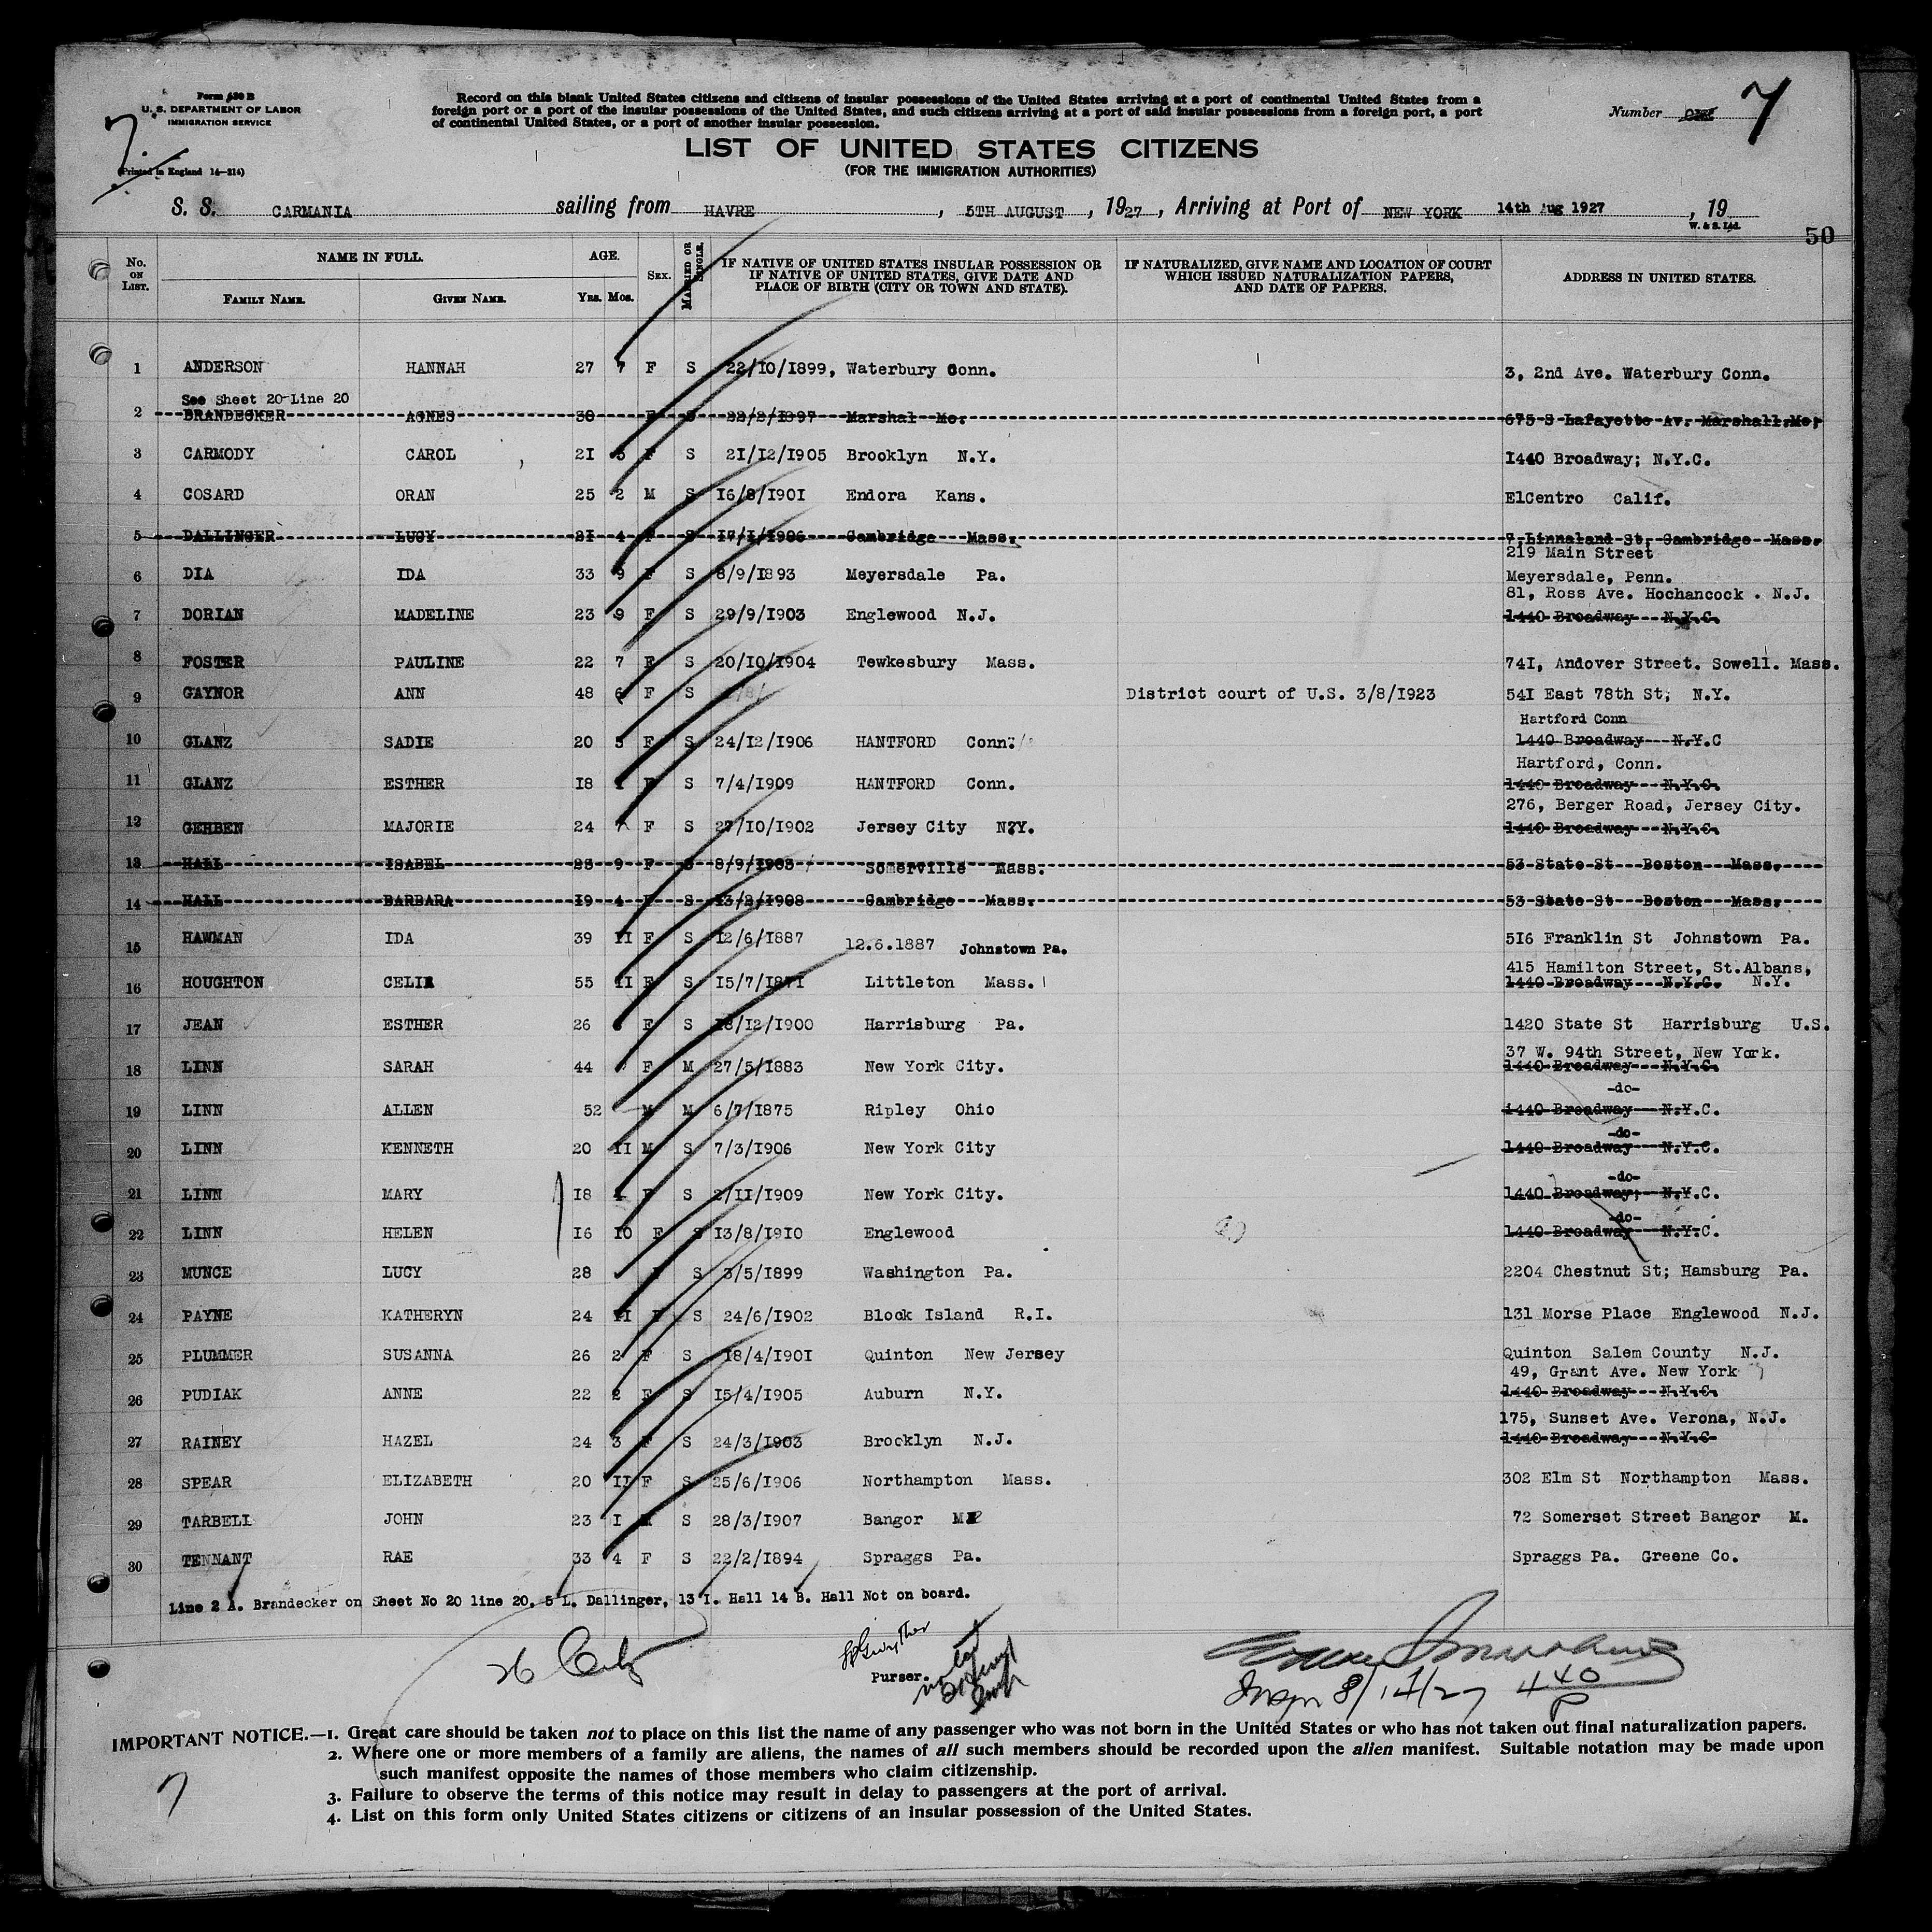 Form 630 B
U. S. DEPARTMENT OF LABOR
IMMIGRATION SERVICE
(Printed in England 14—214)
Record on this blank United States citizens and citizens of insular possessions of the United States arriving at a port of continental United States from a
foreign port or a port of the insular possessions of the United States, and such citizens arriving at a port of said insular possessions from a foreign port, a port
of continental United States, or a port of another insular possession.
Number 7
7.
LIST OF UNITED STATES CITIZENS
(FOR THE IMMIGRATION AUTHORITIES)
S. S. CARMANIA sailing from HAVRE, 5TH AUGUST, 1927, Arriving at Port of NEW YORK 14th Aug 1927, 19
W. & S. Ltd.
50
No. ON LIST. NAME IN FULL. FAMILY NAME. GIVEN NAME. AGE. YRS. MOS. SEX. MARRIED OR SINGLE. IF NATIVE OF UNITED STATES INSULAR POSSESSION OR IF NATIVE OF UNITED STATES, GIVE DATE AND PLACE OF BIRTH (CITY OR TOWN AND STATE). IF NATURALIZED, GIVE NAME AND LOCATION OF COURT WHICH ISSUED NATURALIZATION PAPERS, AND DATE OF PAPERS. ADDRESS IN UNITED STATES.
1 ANDERSON HANNAH 27 7 F S 22/10/1899, Waterbury Conn. 3, 2nd Ave. Waterbury Conn.
See Sheet 20-Line 20
2 BRANDECKER AGNES 30 F S 22/2/1897 Marshal Mo. 675 S Lafayette Av. Marshall.Mo;
3 CARMODY CAROL 21 5 F S 21/12/1905 Brooklyn N.Y. 1440 Broadway; N.Y.C.
4 COSARD ORAN 25 2 M S 16/8/1901 Endora Kans. ElCentro Calif.
5 DALLINGER LUCY 21 4 F S 17/1/1906 Cambridge Mass. 7,Linnaland St, Cambridge Mass.
219 Main Street
6 DIA IDA 33 9 F S 8/9/1893 Meyersdale Pa. Meyersdale, Penn.
81, Ross Ave. Hochancock . N.J.
7 DORIAN MADELINE 23 9 F S 29/9/1903 Englewood N.J. 1440 Broadway N.Y.C.
8 FOSTER PAULINE 22 7 F S 20/10/1904 Tewkesbury Mass. 741, Andover Street. Sowell. Mass.
9 GAYNOR ANN 48 6 F S District court of U.S. 3/8/1923 541 East 78th St; N.Y.
Hartford Conn
10 GLANZ SADIE 20 5 F S 24/12/1906 HANTFORD Conn. 1440 Broadway N.Y.C
Hartford, Conn.
11 GLANZ ESTHER 18 1 F S 7/4/1909 HANTFORD Conn. 1440 Broadway N.Y.C.
276, Berger Road, Jersey City.
12 GEHBEN MAJORIE 24 7 F S 27/10/1902 Jersey City N?Y. 1440 Broadway N.Y.C.
13 HALL ISABEL 23 9 F S 8/9/1903 Somerville Mass. 53 State St Boston Mass.
14 HALL BARBARA 19 4 F S 13/2/1908 Cambridge Mass. 53 State St Boston Mass.
15 HAWMAN IDA 39 11 F S 12/6/1887 12.6.1887 Johnstown Pa. 516 Franklin St Johnstown Pa.
415 Hamilton Street, St.Albans,
16 HOUGHTON CELIA 55 11 F S 15/7/1871 Littleton Mass. 1440 Broadway N.Y.C. N.Y.
17 JEAN ESTHER 26 F S 18/12/1900 Harrisburg Pa. 1420 State St Harrisburg U.S.
37 W. 94th Street, New York.
18 LINN SARAH 44 F M 27/5/1883 New York City. 1440 Broadway N.Y.C.
-do-
19 LINN ALLEN 52 M M 6/7/1875 Ripley Ohio 1440 Broadway N.Y.C.
-do-
20 LINN KENNETH 20 11 M S 7/3/1906 New York City 1440 Broadway N.Y.C.
-do-
21 LINN MARY 18 F S 2/11/1909 New York City. 1440 Broadway; N.Y.C.
-do-
22 LINN HELEN 16 10 F S 13/8/1910 Englewood 1440 Broadway N.Y.C.
23 MUNCE LUCY 28 F S 3/5/1899 Washington Pa. 2204 Chestnut St; Hamsburg Pa.
24 PAYNE KATHERYN 24 11 F S 24/6/1902 Block Island R.I. 131 Morse Place Englewood N.J.
25 PLUMMER SUSANNA 26 2 F S 18/4/1901 Quinton New Jersey Quinton Salem County N.J.
49, Grant Ave. New York
26 PUDIAK ANNE 22 2 F S 15/4/1905 Auburn N.Y. 1440 Broadway N.Y.C.
175, Sunset Ave. Verona, N.J.
27 RAINEY HAZEL 24 3 F S 24/3/1903 Brocklyn N.J. 1440 Broadway N.Y.C
28 SPEAR ELIZABETH 20 11 F S 25/6/1906 Northampton Mass. 302 Elm St Northampton Mass.
29 TARBELL JOHN 23 1 M S 28/3/1907 Bangor 72 Somerset Street Bangor M.
30 TENNANT RAE 33 4 F S 22/2/1894 Spraggs Pa. Spraggs Pa. Greene Co.
Line 2 A. Brandecker on Sheet No 20 line 20. 5 L. Dallinger, 13 I. Hall 14 B. Hall Not on board.
Purser.
Insp 8/14/27 440 P
IMPORTANT NOTICE.—1. Great care should be taken not to place on this list the name of any passenger who was not born in the United States or who has not taken out final naturalization papers.
2. Where one or more members of a family are aliens, the names of all such members should be recorded upon the alien manifest. Suitable notation may be made upon
such manifest opposite the names of those members who claim citizenship.
3. Failure to observe the terms of this notice may result in delay to passengers at the port of arrival.
4. List on this form only United States citizens or citizens of an insular possession of the United States.
7